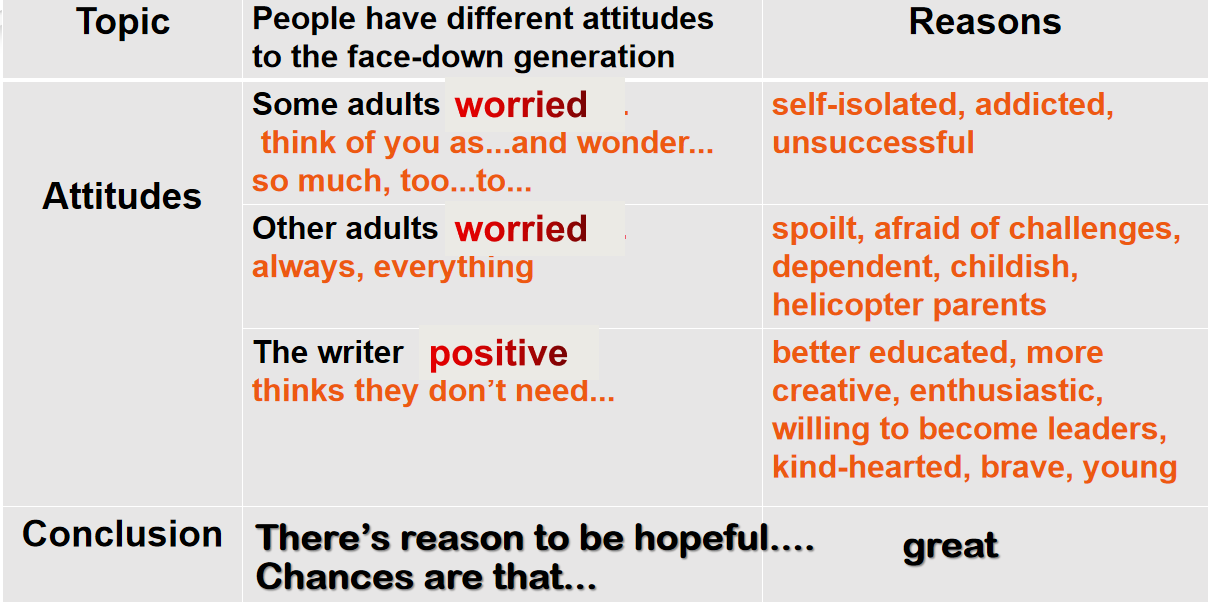 Topic
People have different attitudes
to the face-down generation
Reasons
Attitudes
Some adults worried .
think of you as...and wonder...
so much, too...to...
self-isolated, addicted,
unsuccessful
Other adults worried .
always, everything
spoilt, afraid of challenges,
dependent, childish,
helicopter parents
The writer positive
thinks they don’t need...
better educated, more
creative, enthusiastic,
willing to become leaders,
kind-hearted, brave, young
Conclusion
There’s reason to be hopeful....
Chances are that...
great